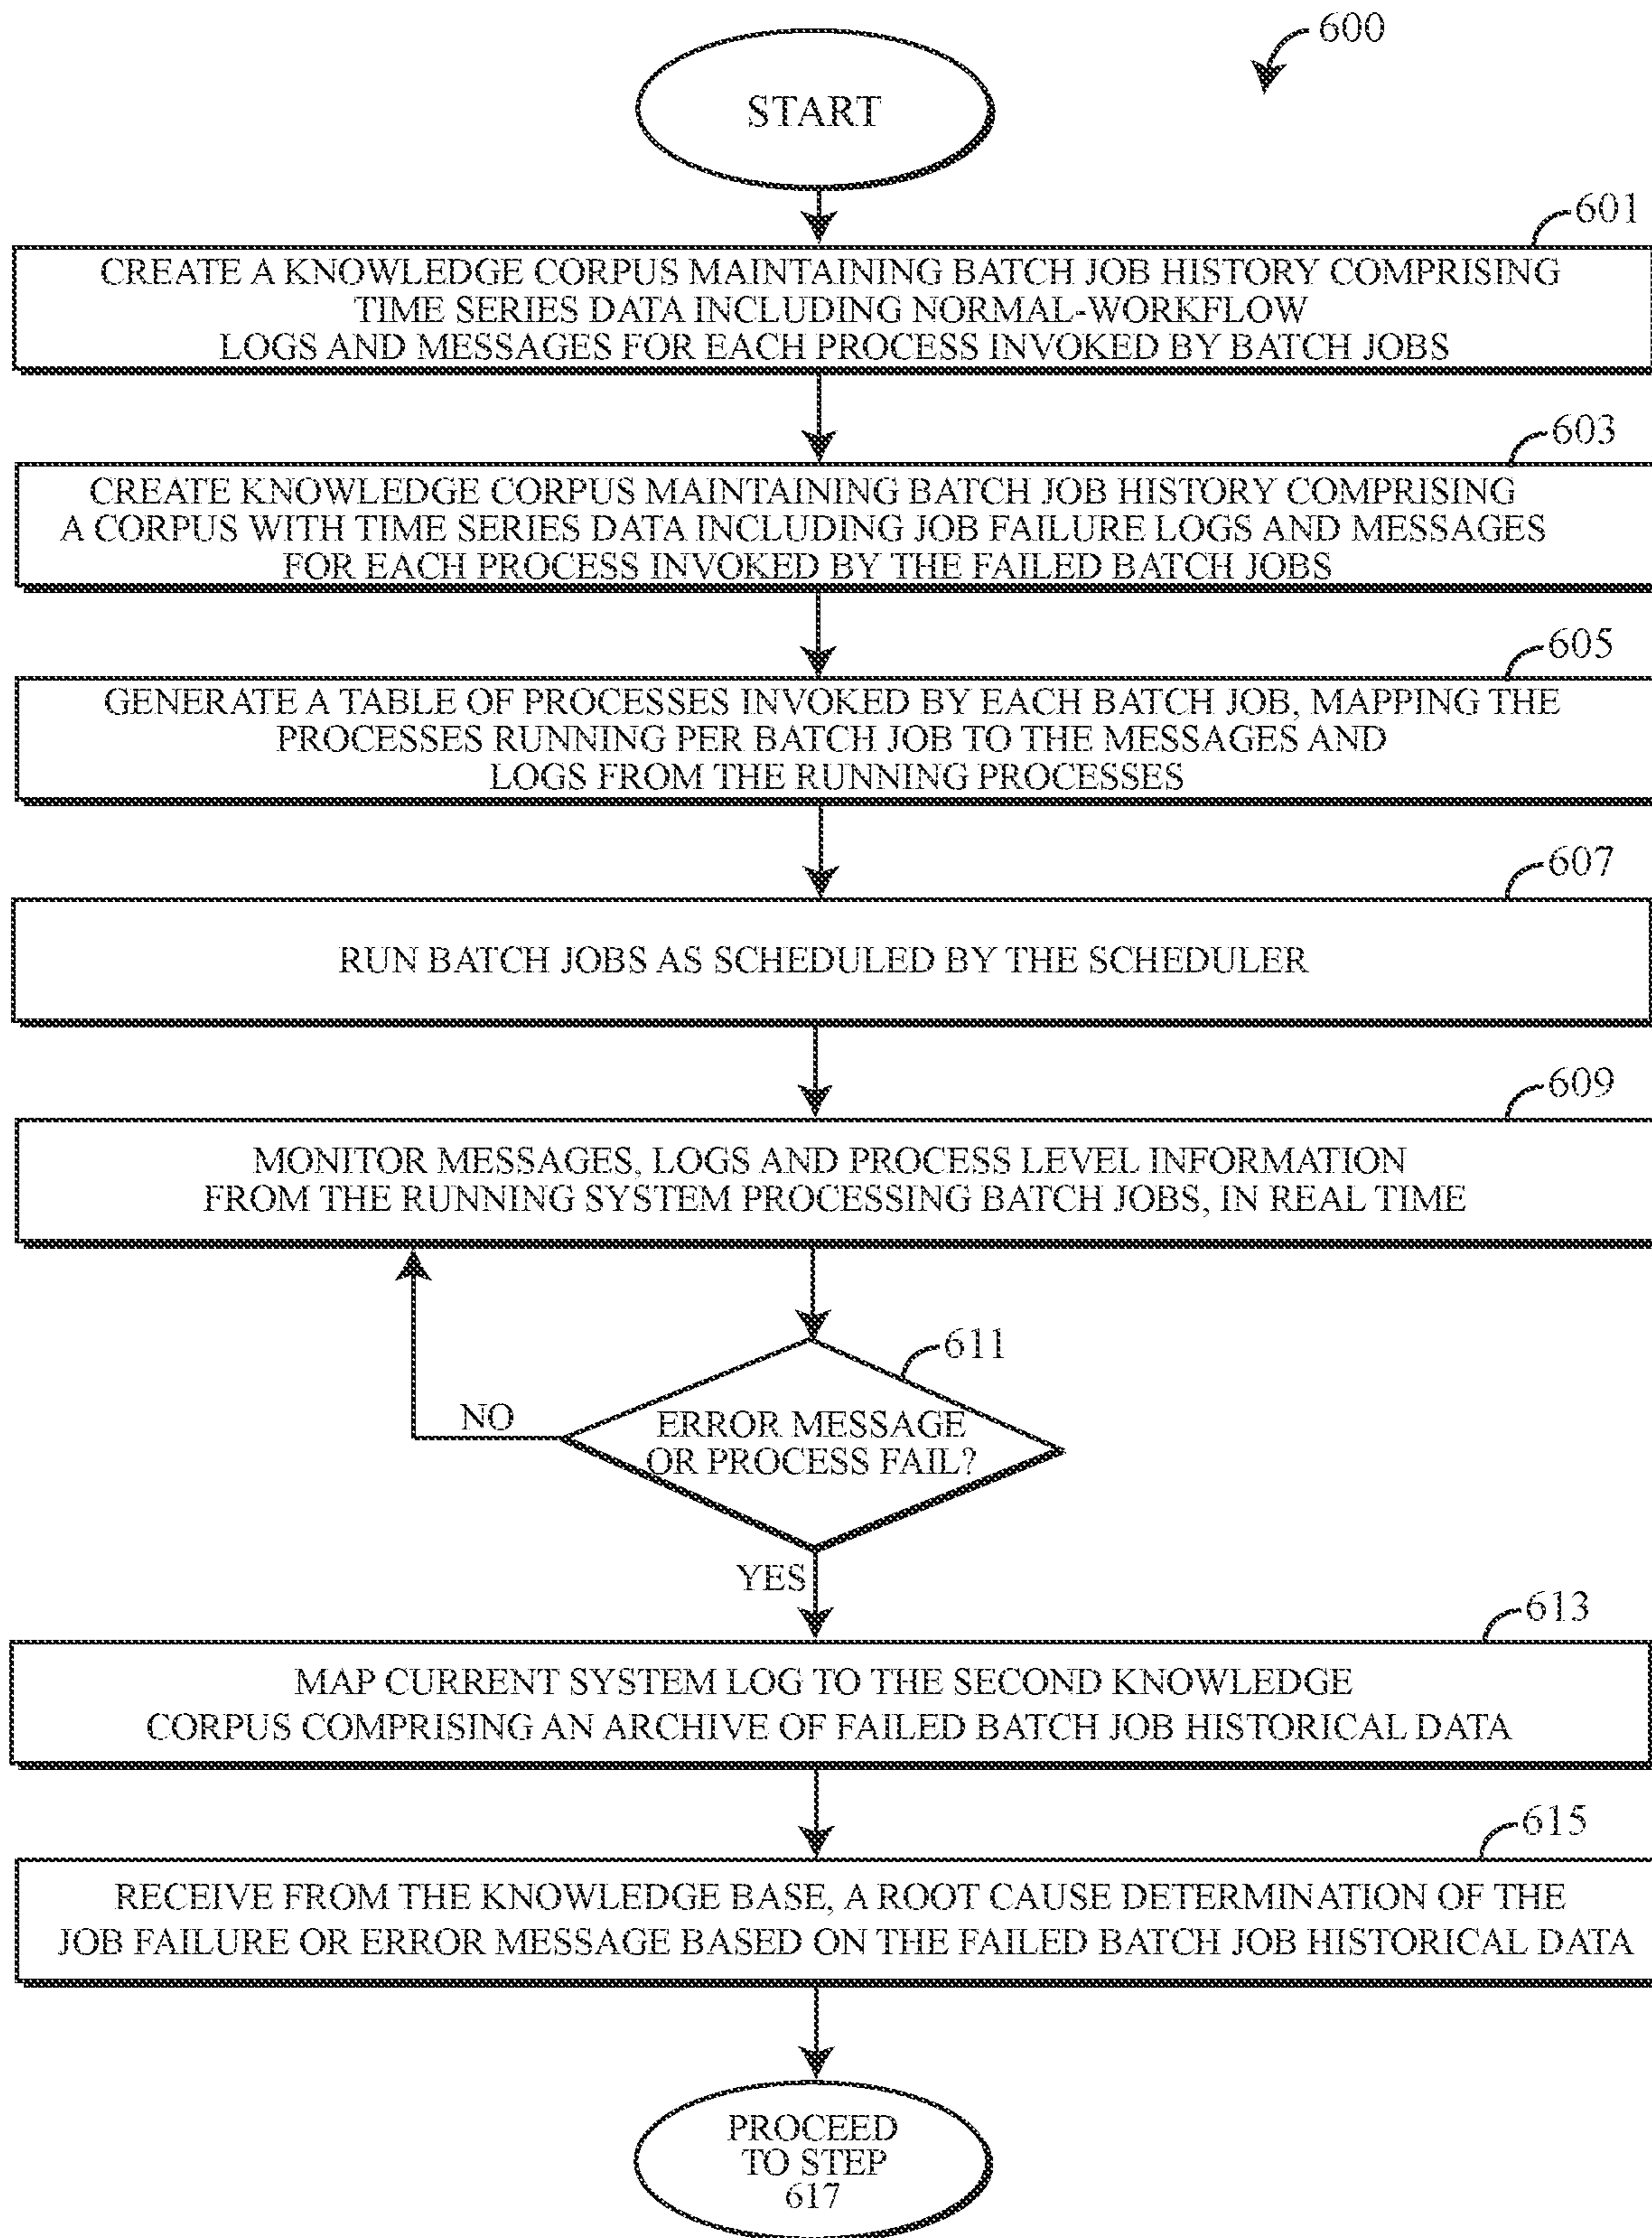 600
START
601
CREATE A KNOWLEDGE CORPUS MAINTAINING BATCH JOB HISTORY COMPRISING
TIME SERIES DATA INCLUDING NORMAL-WORKFLOW
LOGS AND MESSAGES FOR EACH PROCESS INVOKED BY BATCH JOBS
603
CREATE KNOWLEDGE CORPUS MAINTAINING BATCH JOB HISTORY COMPRISING
A CORPUS WITH TIME SERIES DATA INCLUDING JOB FAILURE LOGS AND MESSAGES
FOR EACH PROCESS INVOKED BY THE FAILED BATCH JOBS
605
GENERATE A TABLE OF PROCESSES INVOKED BY EACH BATCH JOB, MAPPING THE
PROCESSES RUNNING PER BATCH JOB TO THE MESSAGES AND
LOGS FROM THE RUNNING PROCESSES
607
RUN BATCH JOBS AS SCHEDULED BY THE SCHEDULER
609
MONITOR MESSAGES, LOGS AND PROCESS LEVEL INFORMATION
FROM THE RUNNING SYSTEM PROCESSING BATCH JOBS, IN REAL TIME
611
NO
ERROR MESSAGE
OR PROCESS FAIL?
YES
613
MAP CURRENT SYSTEM LOG TO THE SECOND KNOWLEDGE
CORPUS COMPRISING AN ARCHIVE OF FAILED BATCH JOB HISTORICAL DATA
615
RECEIVE FROM THE KNOWLEDGE BASE, A ROOT CAUSE DETERMINATION OF THE
JOB FAILURE OR ERROR MESSAGE BASED ON THE FAILED BATCH JOB HISTORICAL DATA
PROCEED
TO STEP
617